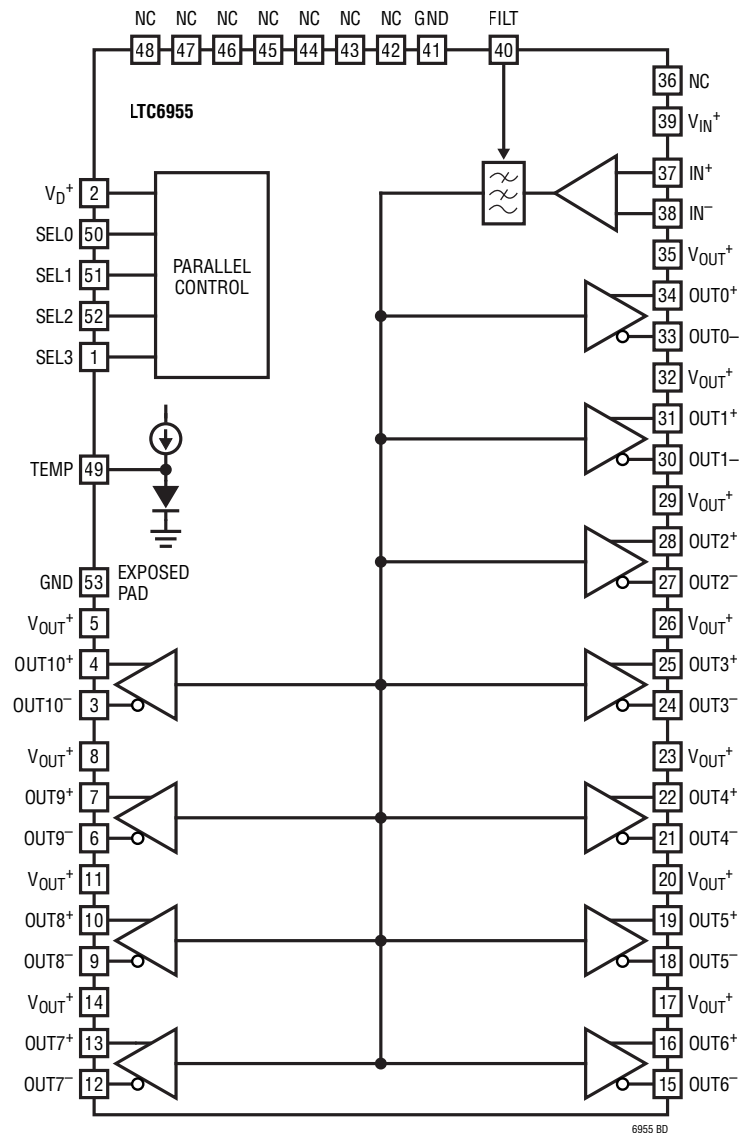 NC NC NC NC NC NC NC GND FILT
48 47 46 45 44 43 42 41 40
LTC6955
36 NC
39 VIN+
37 IN+
38 IN–
35 VOUT+
34 OUT0+
33 OUT0–
32 VOUT+
31 OUT1+
30 OUT1–
29 VOUT+
28 OUT2+
27 OUT2–
26 VOUT+
25 OUT3+
24 OUT3–
23 VOUT+
22 OUT4+
21 OUT4–
20 VOUT+
19 OUT5+
18 OUT5–
17 VOUT+
16 OUT6+
15 OUT6–
VD+ 2
SEL0 50
SEL1 51
SEL2 52
SEL3 1
PARALLEL
CONTROL
TEMP 49
GND 53
EXPOSED
PAD
VOUT+ 5
OUT10+ 4
OUT10– 3
VOUT+ 8
OUT9+ 7
OUT9– 6
VOUT+ 11
OUT8+ 10
OUT8– 9
VOUT+ 14
OUT7+ 13
OUT7– 12
6955 BD